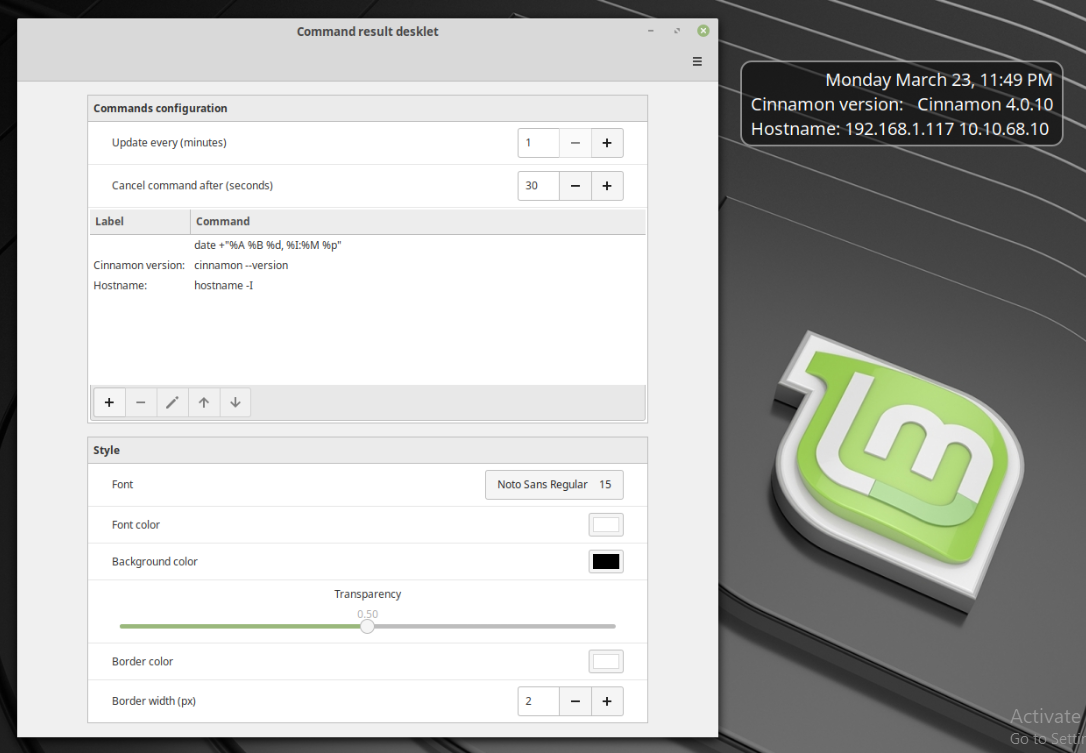 Command result desklet
Commands configuration
Update every (minutes) 1
Cancel command after (seconds) 30
Label Command
date +"%A %B %d, %I:%M %p"
Cinnamon version: cinnamon --version
Hostname: hostname -I
Style
Font Noto Sans Regular 15
Font color
Background color
Transparency
0.50
Border color
Border width (px) 2
Monday March 23, 11:49 PM
Cinnamon version: Cinnamon 4.0.10
Hostname: 192.168.1.117 10.10.68.10
lm
Activate
Go to Settin